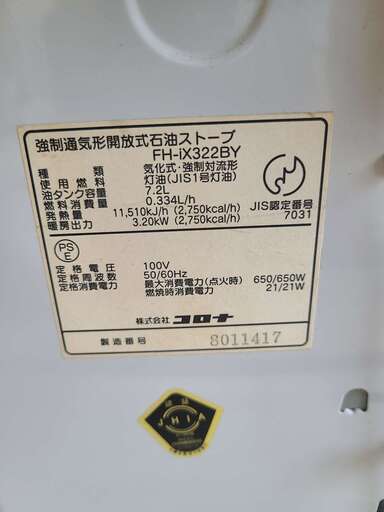 強制通気形開放式石油ストーブ
FH-iX322BY
種類 気化式・強制対流形
使用燃料 灯油(JIS1号灯油)
油タンク容量 7.2L
燃料消費量 0.334L/h
発熱量 11,510kJ/h (2,750kcal/h)
暖房出力 3.20kW (2,750kcal/h)
JIS認定番号
7031
PS
E
定格電圧 100V
定格周波数 50/60Hz
定格消費電力 最大消費電力(点火時) 650/650W
燃焼時消費電力 21/21W
株式会社 コロナ
製造番号 8011417
JHIA